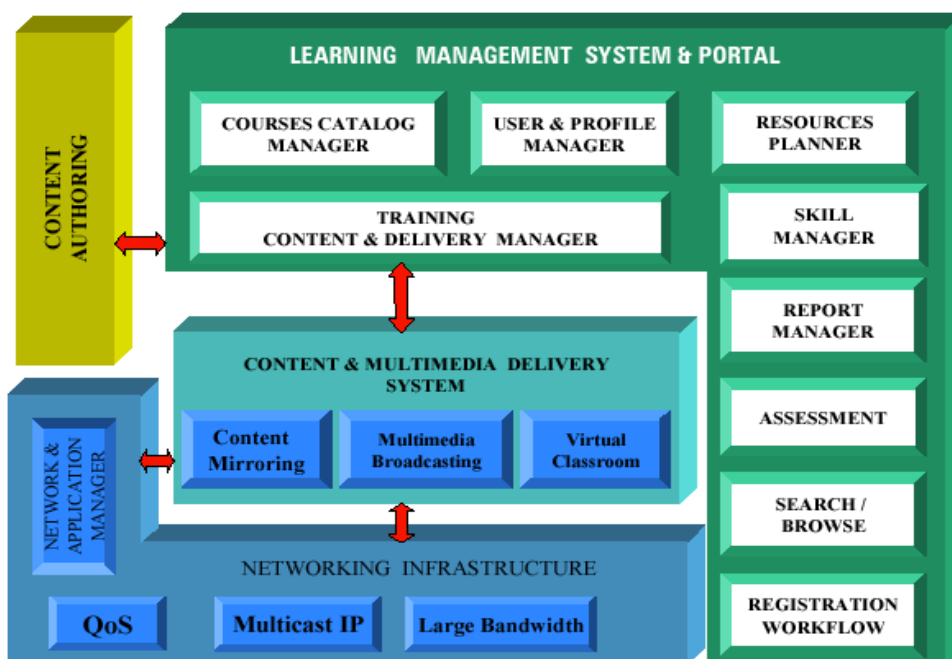 LEARNING MANAGEMENT SYSTEM & PORTAL
COURSES CATALOG
MANAGER
USER & PROFILE
MANAGER
RESOURCES
PLANNER
TRAINING
CONTENT & DELIVERY MANAGER
SKILL
MANAGER
REPORT
MANAGER
ASSESSMENT
SEARCH /
BROWSE
REGISTRATION
WORKFLOW
CONTENT
AUTHORING
CONTENT & MULTIMEDIA DELIVERY
SYSTEM
Content
Mirroring
Multimedia
Broadcasting
Virtual
Classroom
NETWORK &
APPLICATION
MANAGER
NETWORKING INFRASTRUCTURE
QoS
Multicast IP
Large Bandwidth